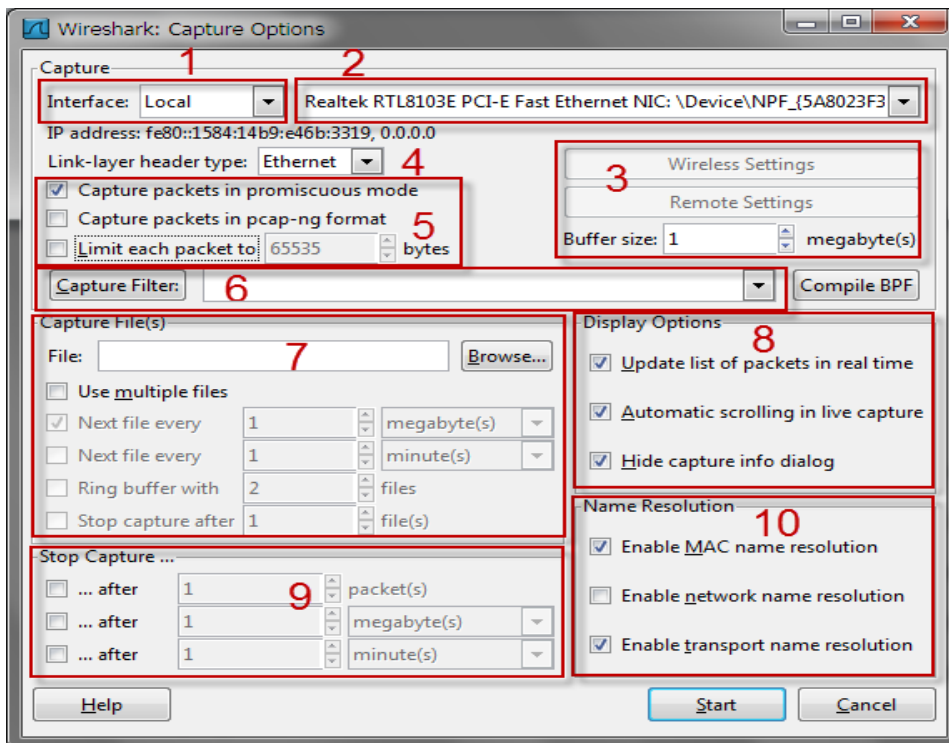 Wireshark: Capture Options
Capture
1
2
Interface: Local
Realtek RTL8103E PCI-E Fast Ethernet NIC: \Device\NPF_{5A8023F3
IP address: fe80::1584:14b9:e46b:3319, 0.0.0.0
Link-layer header type: Ethernet
4
3
Wireless Settings
Remote Settings
Buffer size: 1 megabyte(s)
Capture packets in promiscuous mode
Capture packets in pcap-ng format
5
Limit each packet to 65535 bytes
Capture Filter:
6
Compile BPF
Capture File(s)
7
File:
Browse...
Use multiple files
Next file every 1 megabyte(s)
Next file every 1 minute(s)
Ring buffer with 2 files
Stop capture after 1 file(s)
Display Options
8
Update list of packets in real time
Automatic scrolling in live capture
Hide capture info dialog
Stop Capture ...
9
... after 1 packet(s)
... after 1 megabyte(s)
... after 1 minute(s)
Name Resolution
10
Enable MAC name resolution
Enable network name resolution
Enable transport name resolution
Help
Start
Cancel